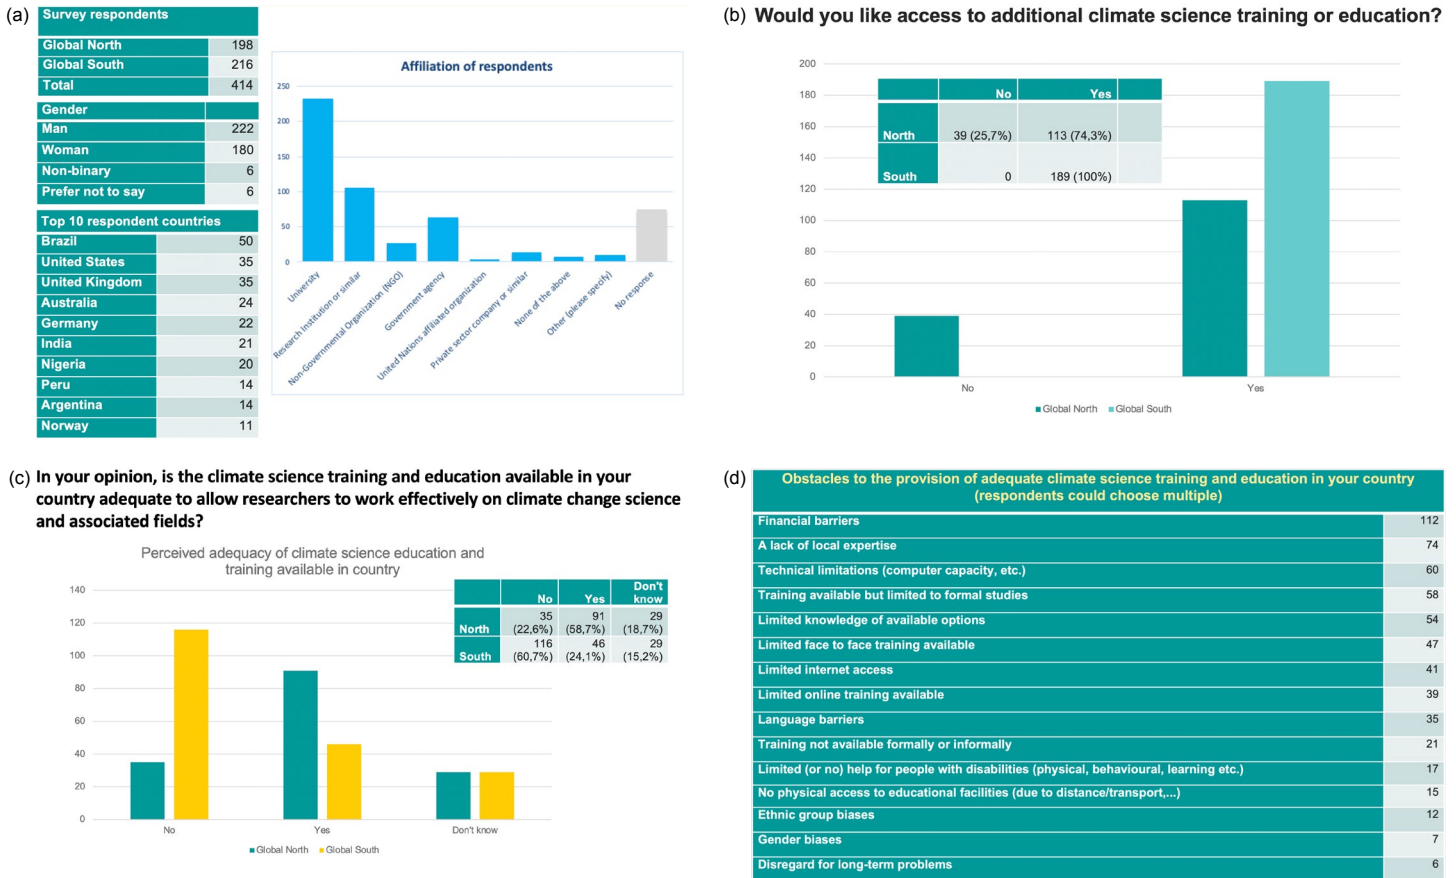 (a)
Survey respondents
Global North 198
Global South 216
Total 414
Gender
Man 222
Woman 180
Non-binary 6
Prefer not to say 6
Top 10 respondent countries
Brazil 50
United States 35
United Kingdom 35
Australia 24
Germany 22
India 21
Nigeria 20
Peru 14
Argentina 14
Norway 11
Affiliation of respondents
250
200
150
100
50
0
University
Research Institution or similar
Non-Governmental Organization (NGO)
Government agency
United Nations affiliated organization
Private sector company or similar
None of the above
Other (please specify)
No response
(b) Would you like access to additional climate science training or education?
200
180
160
140
120
100
80
60
40
20
0
No Yes
North 39 (25,7%) 113 (74,3%)
South 0 189 (100%)
No Yes
Global North Global South
(c) In your opinion, is the climate science training and education available in your
country adequate to allow researchers to work effectively on climate change science
and associated fields?
Perceived adequacy of climate science education and
training available in country
140
120
100
80
60
40
20
0
No Yes Don't know
North 35 (22,6%) 91 (58,7%) 29 (18,7%)
South 116 (60,7%) 46 (24,1%) 29 (15,2%)
No Yes Don't know
Global North Global South
(d)
Obstacles to the provision of adequate climate science training and education in your country
(respondents could choose multiple)
Financial barriers 112
A lack of local expertise 74
Technical limitations (computer capacity, etc.) 60
Training available but limited to formal studies 58
Limited knowledge of available options 54
Limited face to face training available 47
Limited internet access 41
Limited online training available 39
Language barriers 35
Training not available formally or informally 21
Limited (or no) help for people with disabilities (physical, behavioural, learning etc.) 17
No physical access to educational facilities (due to distance/transport,...) 15
Ethnic group biases 12
Gender biases 7
Disregard for long-term problems 6